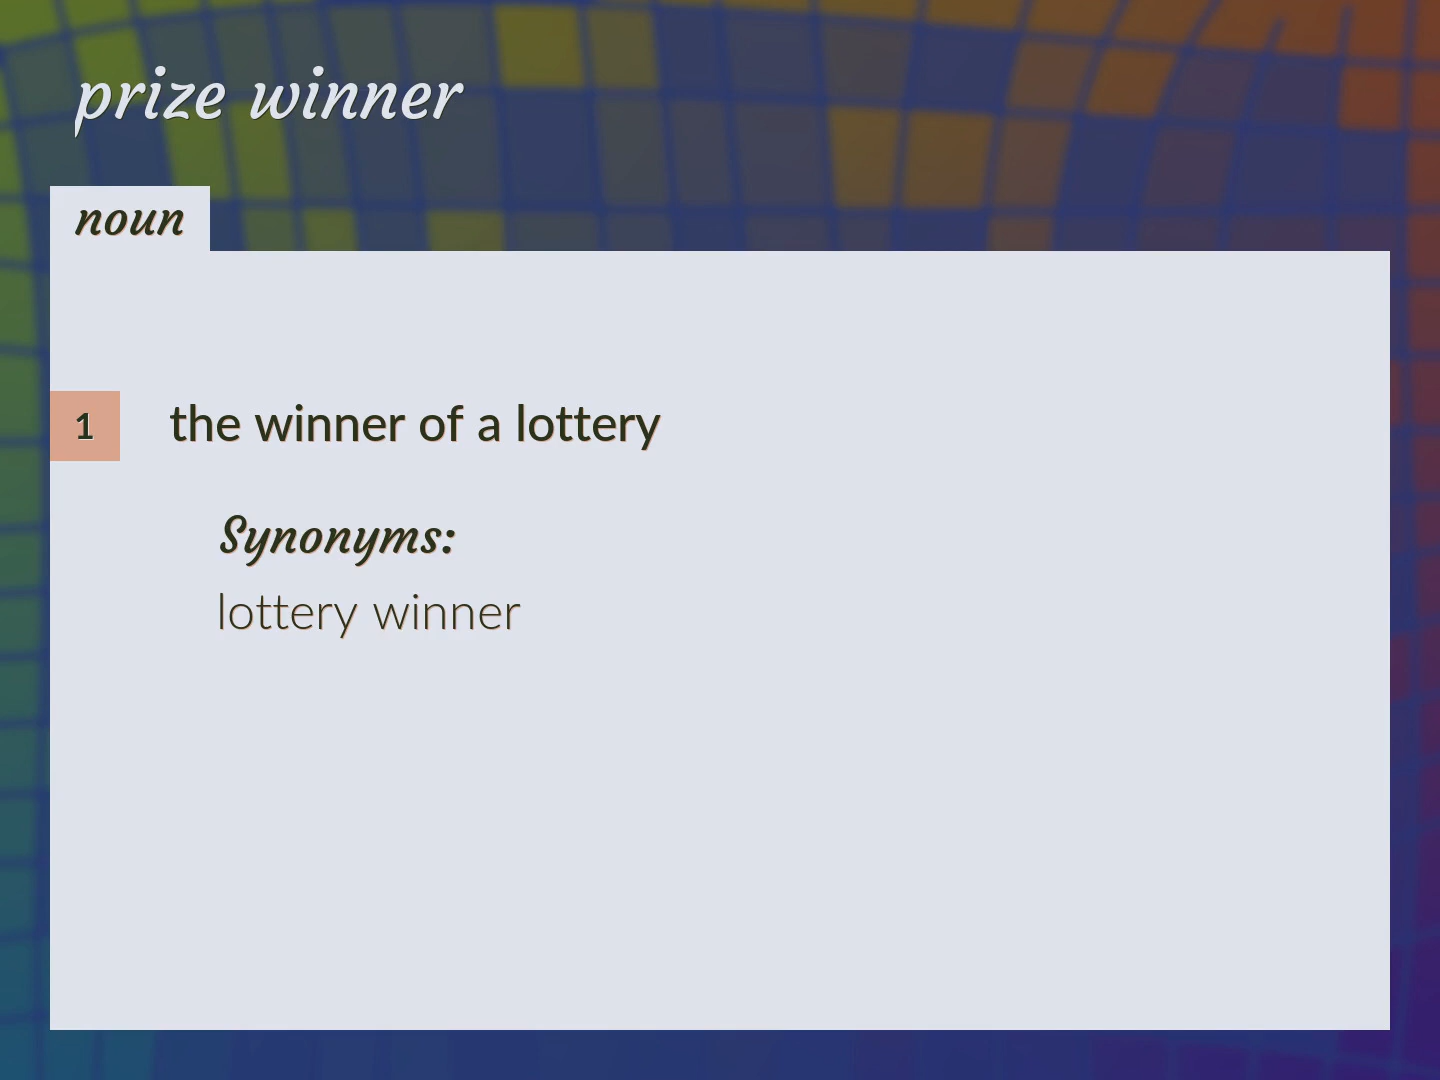 prize winner
noun
1 the winner of a lottery
Synonyms:
lottery winner